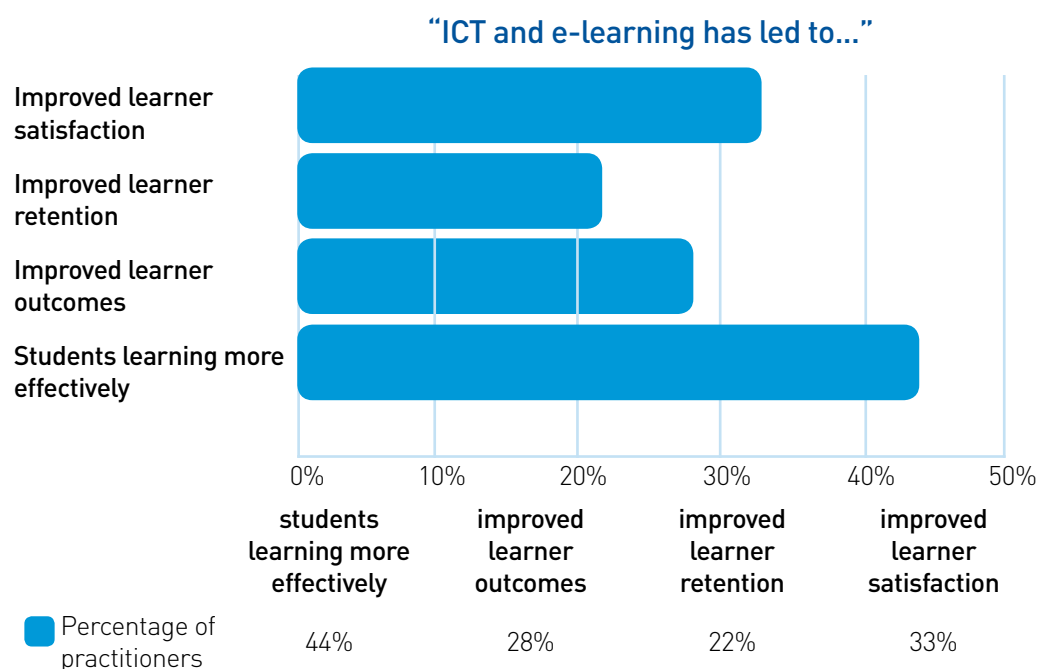 “ICT and e-learning has led to...”
Improved learner
satisfaction
Improved learner
retention
Improved learner
outcomes
Students learning more
effectively
0% 10% 20% 30% 40% 50%
students improved improved improved
learning more learner learner learner
effectively outcomes retention satisfaction
Percentage of
practitioners 44% 28% 22% 33%